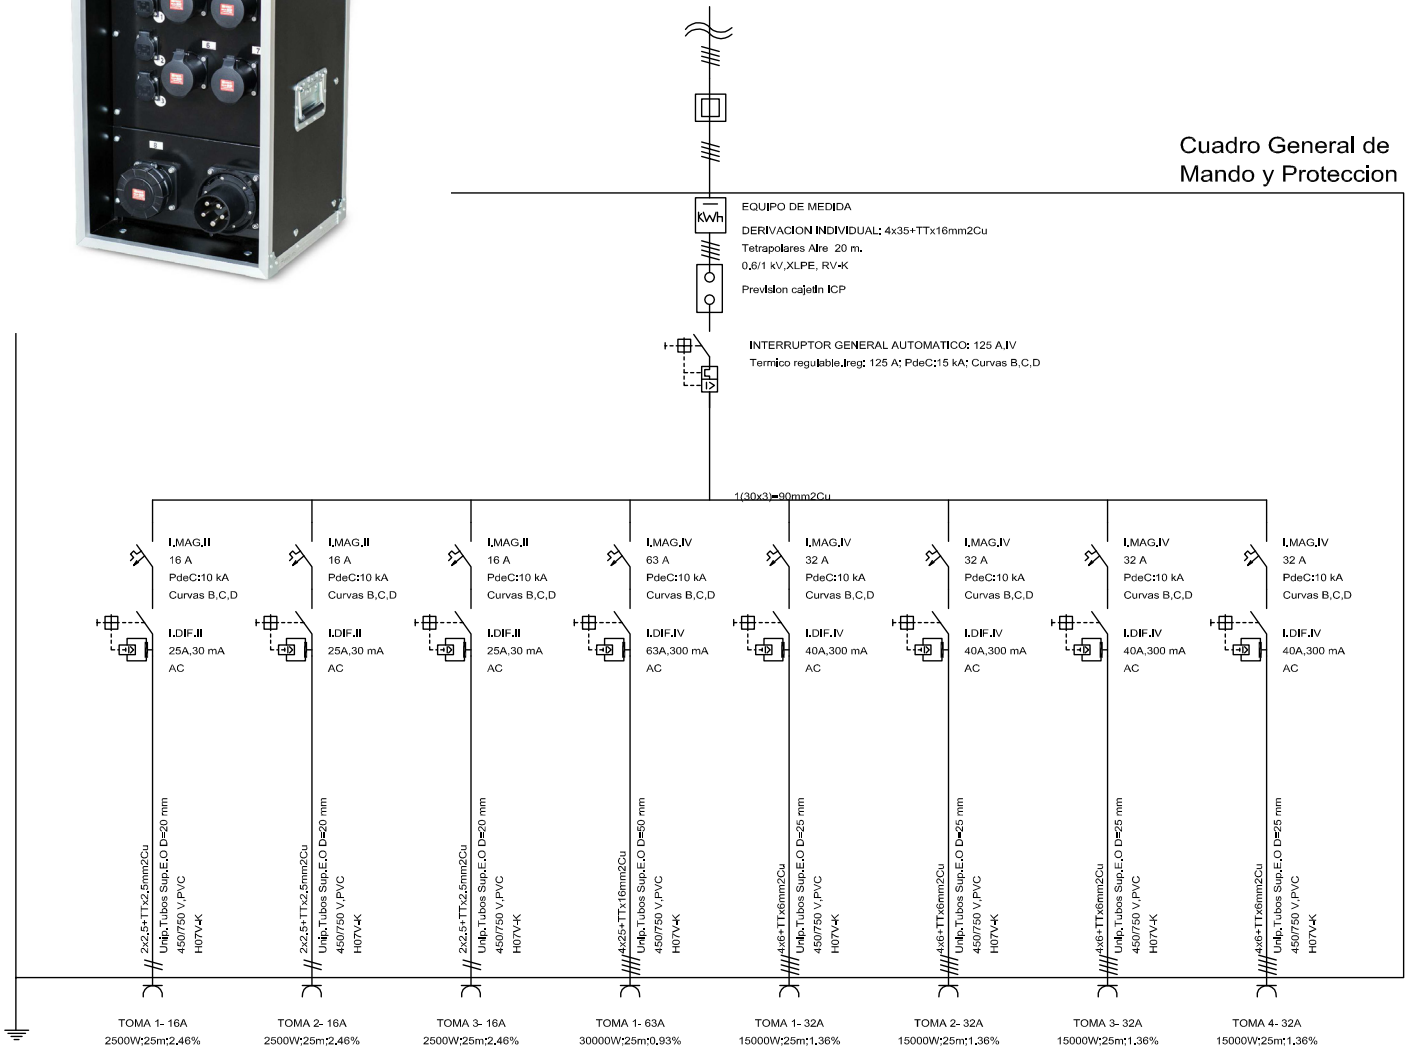 6
7
8
Cuadro General de
Mando y Proteccion
EQUIPO DE MEDIDA
KWh
DERIVACION INDIVIDUAL: 4x35+TTx16mm2Cu
Tetrapolares Aire 20 m.
0,6/1 kV,XLPE, RV-K
Prevision cajetin ICP
INTERRUPTOR GENERAL AUTOMATICO: 125 A,IV
Termico regulable.Ireg: 125 A; PdeC:15 kA; Curvas B,C,D
I>
1(30x3)=90mm2Cu
I.MAG.II
16 A
PdeC:10 kA
Curvas B,C,D
I.DIF.II
25A,30 mA
AC
2x2,5+TTx2,5mm2Cu
Unip.Tubos Sup.E.O D=20 mm
450/750 V,PVC
H07V-K
TOMA 1- 16A
2500W;25m;2.46%
I.MAG.II
16 A
PdeC:10 kA
Curvas B,C,D
I.DIF.II
25A,30 mA
AC
2x2,5+TTx2,5mm2Cu
Unip.Tubos Sup.E.O D=20 mm
450/750 V,PVC
H07V-K
TOMA 2- 16A
2500W;25m;2.46%
I.MAG.II
16 A
PdeC:10 kA
Curvas B,C,D
I.DIF.II
25A,30 mA
AC
2x2,5+TTx2,5mm2Cu
Unip.Tubos Sup.E.O D=20 mm
450/750 V,PVC
H07V-K
TOMA 3- 16A
2500W;25m;2.46%
I.MAG.IV
63 A
PdeC:10 kA
Curvas B,C,D
I.DIF.IV
63A,300 mA
AC
4x25+TTx16mm2Cu
Unip.Tubos Sup.E.O D=50 mm
450/750 V,PVC
H07V-K
TOMA 1- 63A
30000W;25m;0.93%
I.MAG.IV
32 A
PdeC:10 kA
Curvas B,C,D
I.DIF.IV
40A,300 mA
AC
4x6+TTx6mm2Cu
Unip.Tubos Sup.E.O D=25 mm
450/750 V,PVC
H07V-K
TOMA 1- 32A
15000W;25m;1.36%
I.MAG.IV
32 A
PdeC:10 kA
Curvas B,C,D
I.DIF.IV
40A,300 mA
AC
4x6+TTx6mm2Cu
Unip.Tubos Sup.E.O D=25 mm
450/750 V,PVC
H07V-K
TOMA 2- 32A
15000W;25m;1.36%
I.MAG.IV
32 A
PdeC:10 kA
Curvas B,C,D
I.DIF.IV
40A,300 mA
AC
4x6+TTx6mm2Cu
Unip.Tubos Sup.E.O D=25 mm
450/750 V,PVC
H07V-K
TOMA 3- 32A
15000W;25m;1.36%
I.MAG.IV
32 A
PdeC:10 kA
Curvas B,C,D
I.DIF.IV
40A,300 mA
AC
4x6+TTx6mm2Cu
Unip.Tubos Sup.E.O D=25 mm
450/750 V,PVC
H07V-K
TOMA 4- 32A
15000W;25m;1.36%